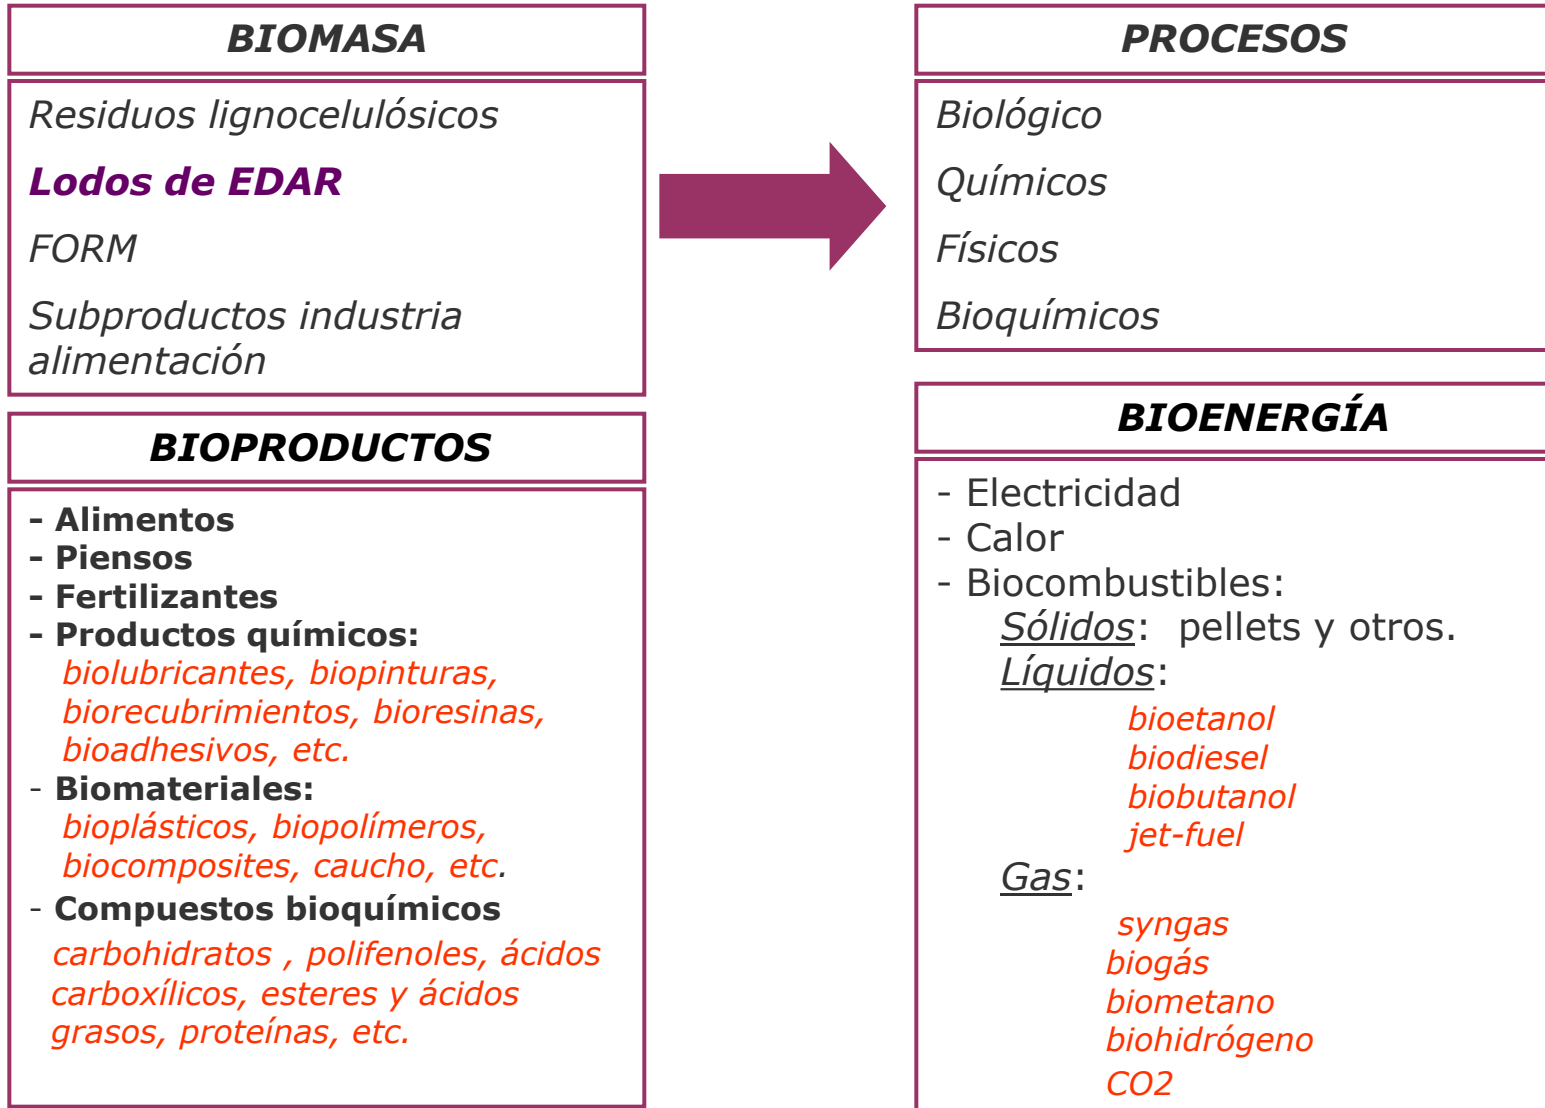 BIOMASA
Residuos lignocelulósicos
Lodos de EDAR
FORM
Subproductos industria
alimentación
PROCESOS
Biológico
Químicos
Físicos
Bioquímicos
BIOPRODUCTOS
- Alimentos
- Piensos
- Fertilizantes
- Productos químicos:
biolubricantes, biopinturas,
biorecubrimientos, bioresinas,
bioadhesivos, etc.
- Biomateriales:
bioplásticos, biopolímeros,
biocomposites, caucho, etc.
- Compuestos bioquímicos
carbohidratos , polifenoles, ácidos
carboxílicos, esteres y ácidos
grasos, proteínas, etc.
BIOENERGÍA
- Electricidad
- Calor
- Biocombustibles:
Sólidos: pellets y otros.
Líquidos:
bioetanol
biodiesel
biobutanol
jet-fuel
Gas:
syngas
biogás
biometano
biohidrógeno
CO2